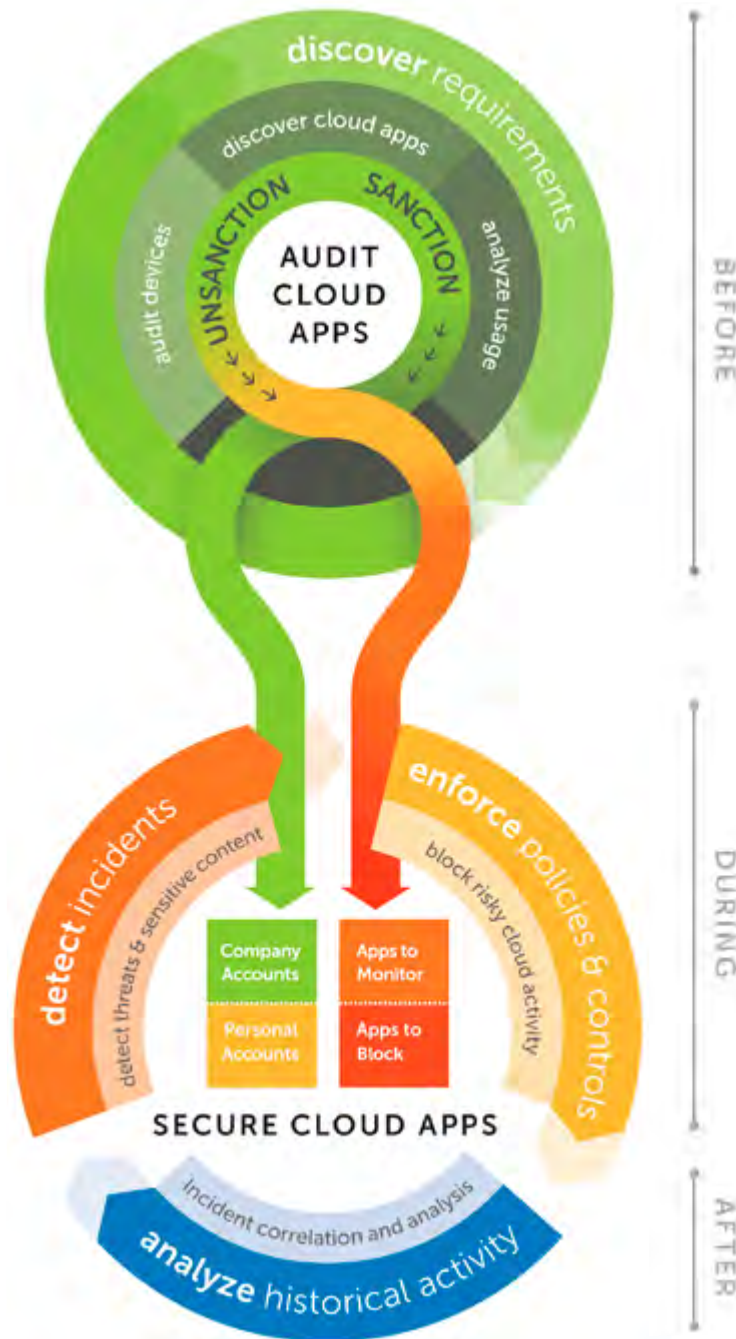 discover requirements
discover cloud apps
UNSANCTION
SANCTION
audit devices
AUDIT
CLOUD
APPS
analyze usage
BEFORE
detect incidents
detect threats & sensitive content
enforce policies & controls
block risky cloud activity
Company
Accounts
Apps to
Monitor
Personal
Accounts
Apps to
Block
DURING
SECURE CLOUD APPS
Incident correlation and analysis
analyze historical activity
AFTER